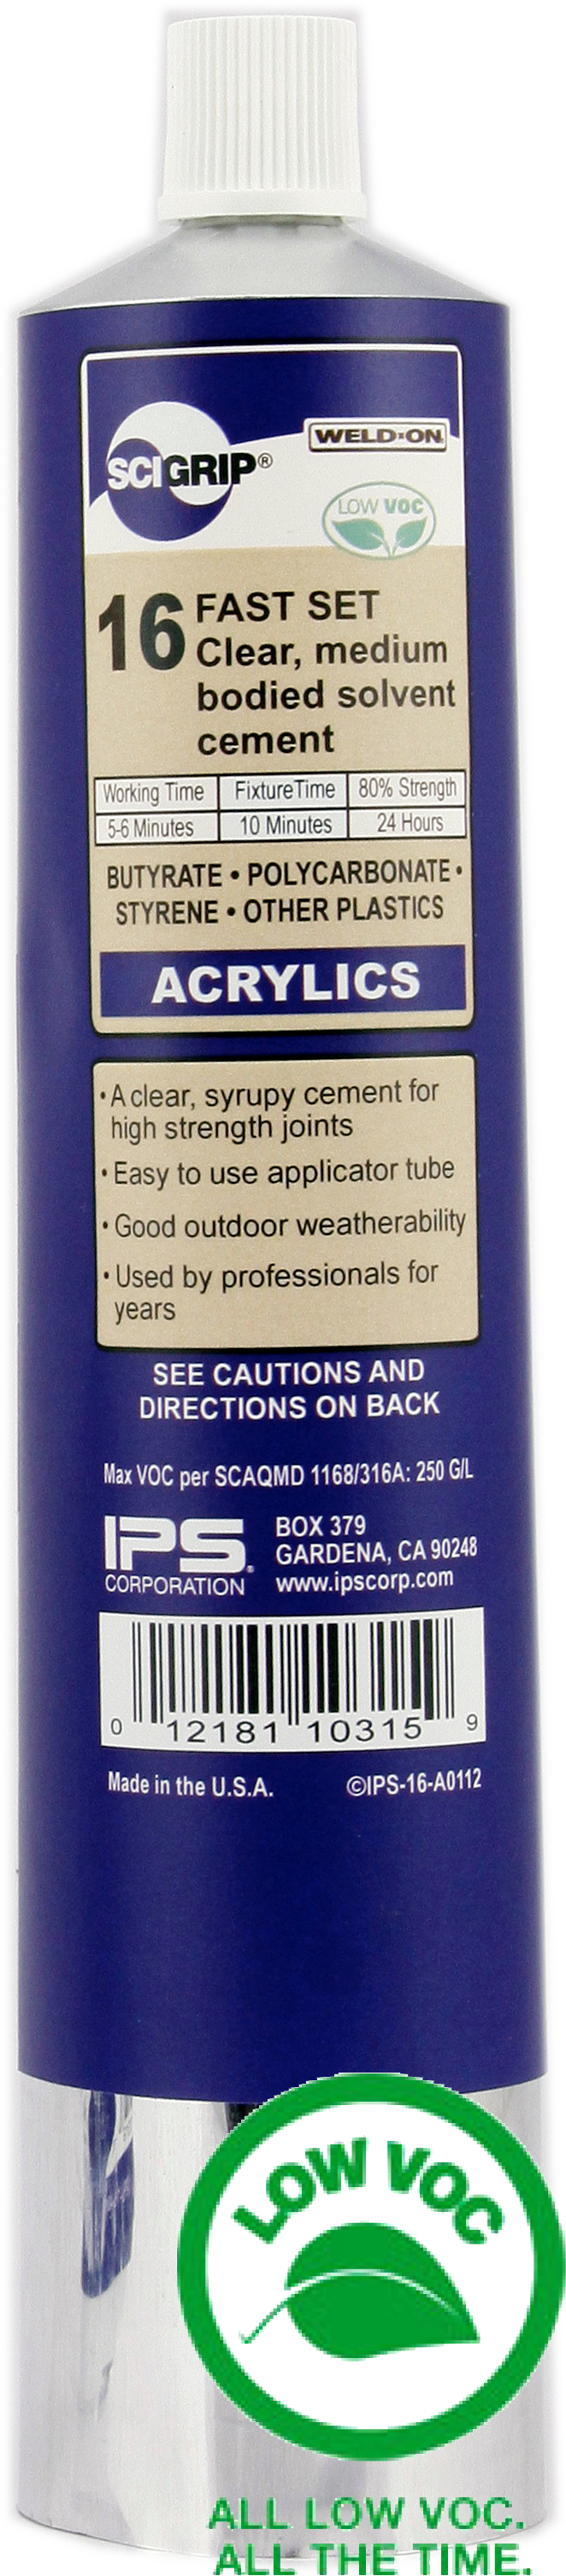 SCIGRIP®
WELD-ON
LOW VOC
16 FAST SET
Clear, medium
bodied solvent
cement
Working Time FixtureTime 80% Strength
5-6 Minutes 10 Minutes 24 Hours
BUTYRATE • POLYCARBONATE •
STYRENE • OTHER PLASTICS
ACRYLICS
• A clear, syrupy cement for
high strength joints
• Easy to use applicator tube
• Good outdoor weatherability
• Used by professionals for
years
SEE CAUTIONS AND
DIRECTIONS ON BACK
Max VOC per SCAQMD 1168/316A: 250 G/L
IPS®
CORPORATION
BOX 379
GARDENA, CA 90248
www.ipscorp.com
0 12181 10315 9
Made in the U.S.A. ©IPS-16-A0112
LOW VOC
ALL LOW VOC.
ALL THE TIME.